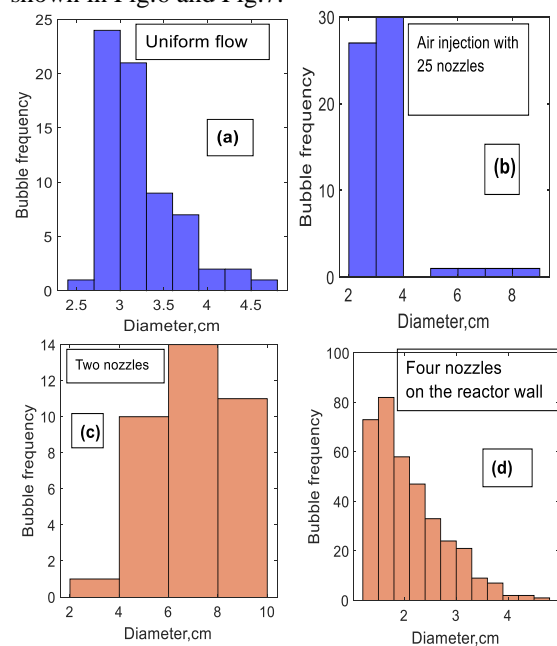 shown in Fig.6 and Fig.7.
25
20
15
10
5
0
Bubble frequency
Uniform flow
(a)
2.5 3 3.5 4 4.5
Diameter,cm
30
20
10
0
Bubble frequency
Air injection with
25 nozzles
(b)
2 4 6 8
Diameter,cm
14
12
10
8
6
4
2
0
Bubble frequency
Two nozzles
(c)
2 4 6 8 10
Diameter,cm
100
80
60
40
20
0
Bubble frequency
Four nozzles
on the reactor wall
(d)
2 3 4
Diameter,cm